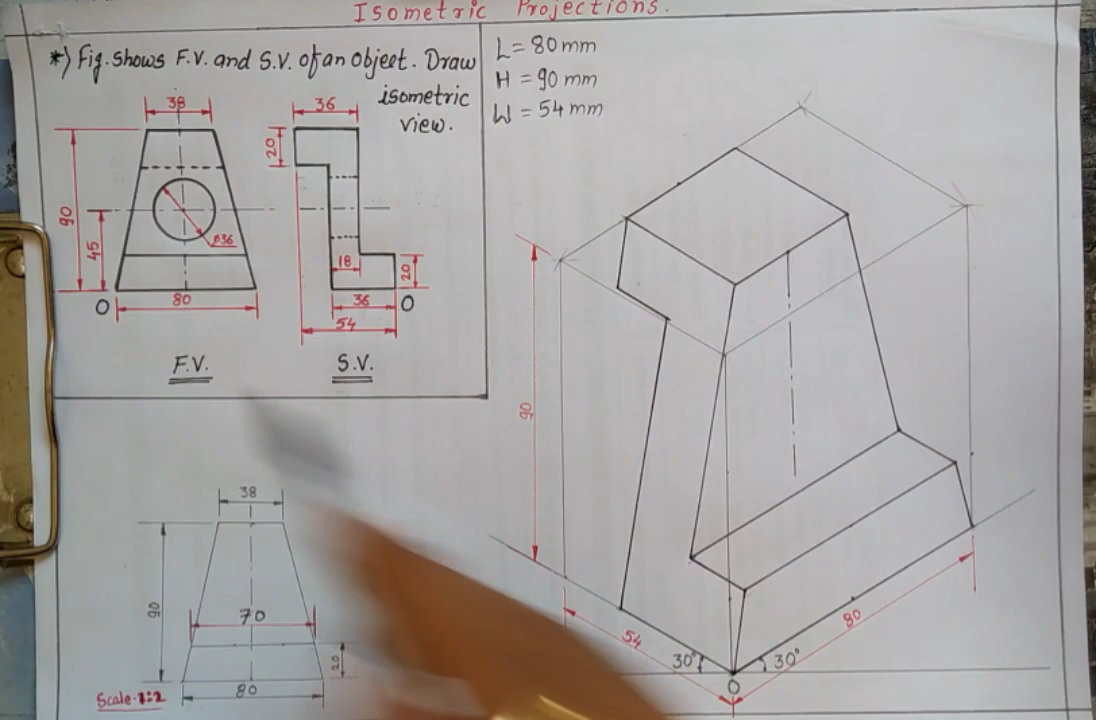 Isometric Projections.
*) Fig. shows F.V. and S.V. of an object. Draw
isometric
view.
L = 80 mm
H = 90 mm
W = 54 mm
38
36
20
90
45
ø36
18
20
O
80
36
O
54
F.V.
S.V.
90
38
90
70
20
80
Scale-1:2
54
30°
30°
80
O